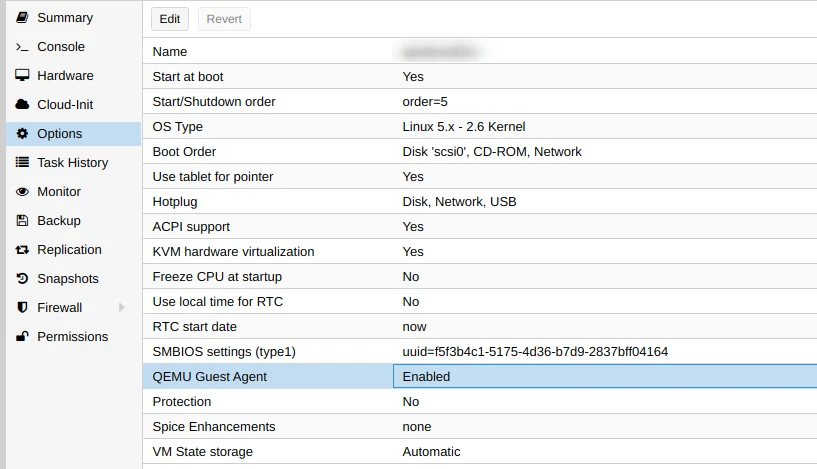 Summary
Console
Hardware
Cloud-Init
Options
Task History
Monitor
Backup
Replication
Snapshots
Firewall
Permissions
Edit Revert
Name
Start at boot Yes
Start/Shutdown order order=5
OS Type Linux 5.x - 2.6 Kernel
Boot Order Disk 'scsi0', CD-ROM, Network
Use tablet for pointer Yes
Hotplug Disk, Network, USB
ACPI support Yes
KVM hardware virtualization Yes
Freeze CPU at startup No
Use local time for RTC No
RTC start date now
SMBIOS settings (type1) uuid=f5f3b4c1-5175-4d36-b7d9-2837bff04164
QEMU Guest Agent Enabled
Protection No
Spice Enhancements none
VM State storage Automatic